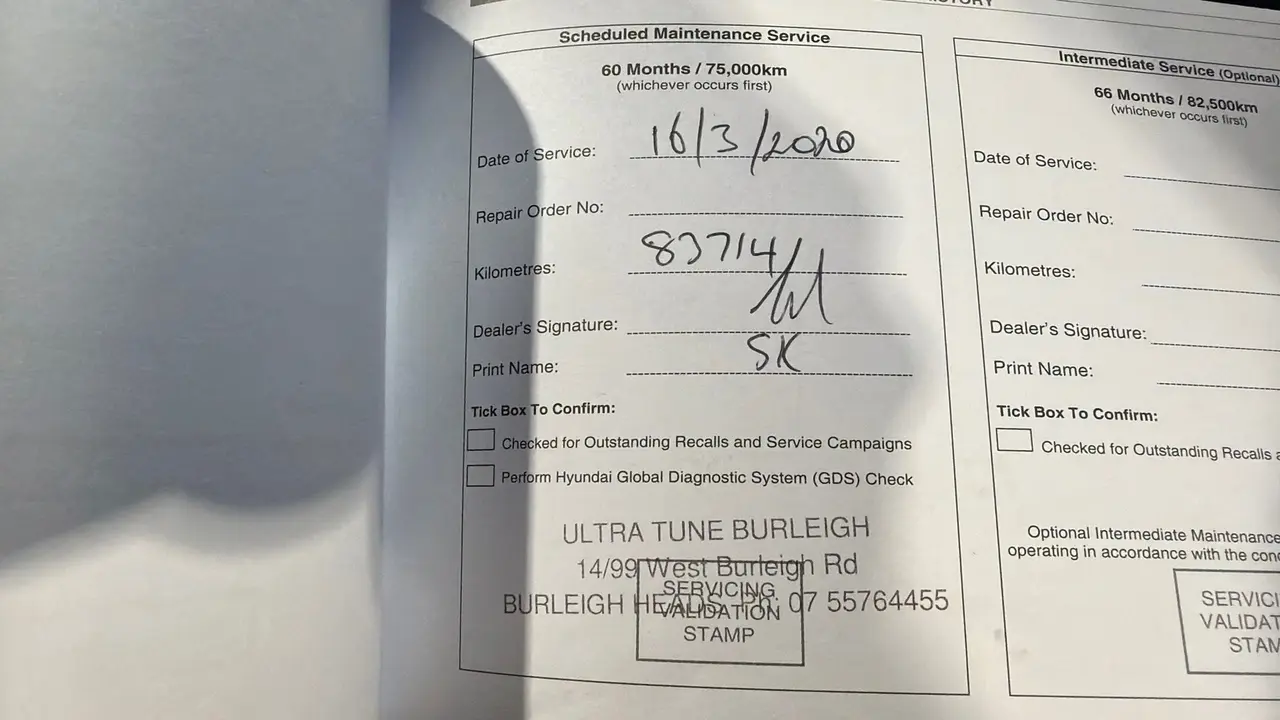 Scheduled Maintenance Service
60 Months / 75,000km
(whichever occurs first)
Date of Service: 16/3/2020
Repair Order No:
Kilometres: 83714
Dealer's Signature:
Print Name: SK
Tick Box To Confirm:
Checked for Outstanding Recalls and Service Campaigns
Perform Hyundai Global Diagnostic System (GDS) Check
ULTRA TUNE BURLEIGH
14/99 West Burleigh Rd
BURLEIGH HEADS Ph: 07 55764455
SERVICING
VALIDATION
STAMP
Intermediate Service (Optional)
66 Months / 82,500km
(whichever occurs first)
Date of Service:
Repair Order No:
Kilometres:
Dealer's Signature:
Print Name:
Tick Box To Confirm:
Checked for Outstanding Recalls
Optional Intermediate Maintenance
operating in accordance with the
SERVICI
VALIDAT
STAM